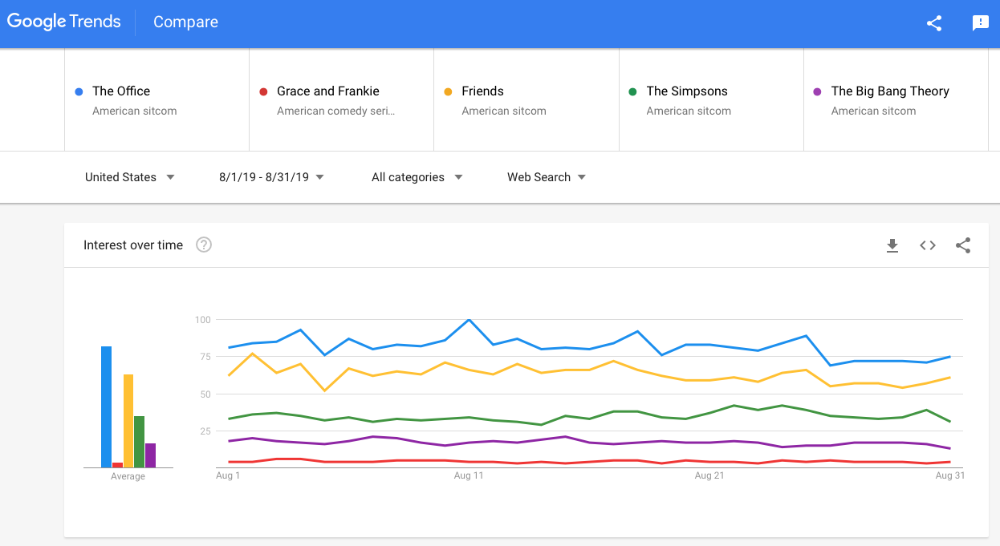 Google Trends Compare
The Office
American sitcom
Grace and Frankie
American comedy seri...
Friends
American sitcom
The Simpsons
American sitcom
The Big Bang Theory
American sitcom
United States 8/1/19 - 8/31/19 All categories Web Search
Interest over time ?
100
75
50
25
Average
Aug 1 Aug 11 Aug 21 Aug 31